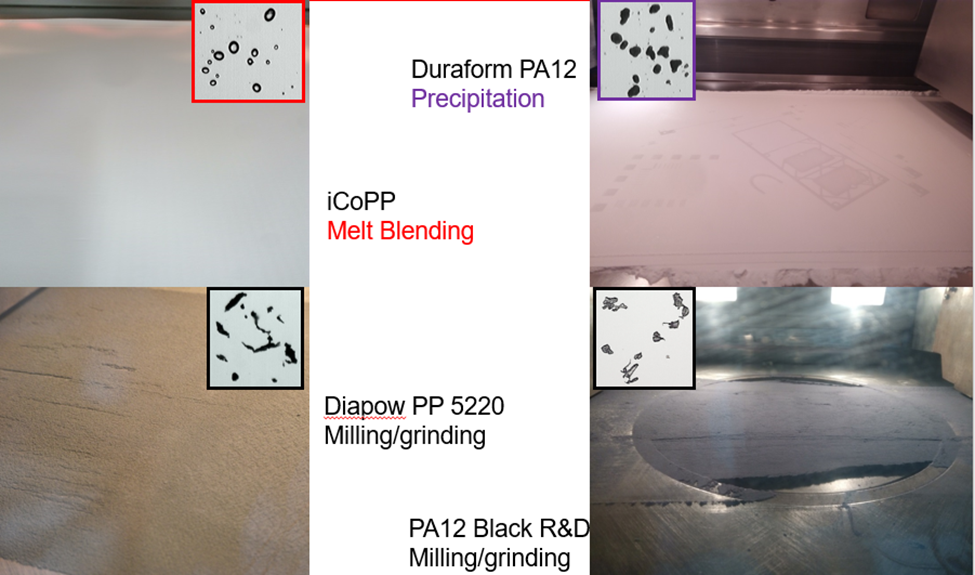 Duraform PA12
Precipitation
iCoPP
Melt Blending
Diapow PP 5220
Milling/grinding
PA12 Black R&D
Milling/grinding